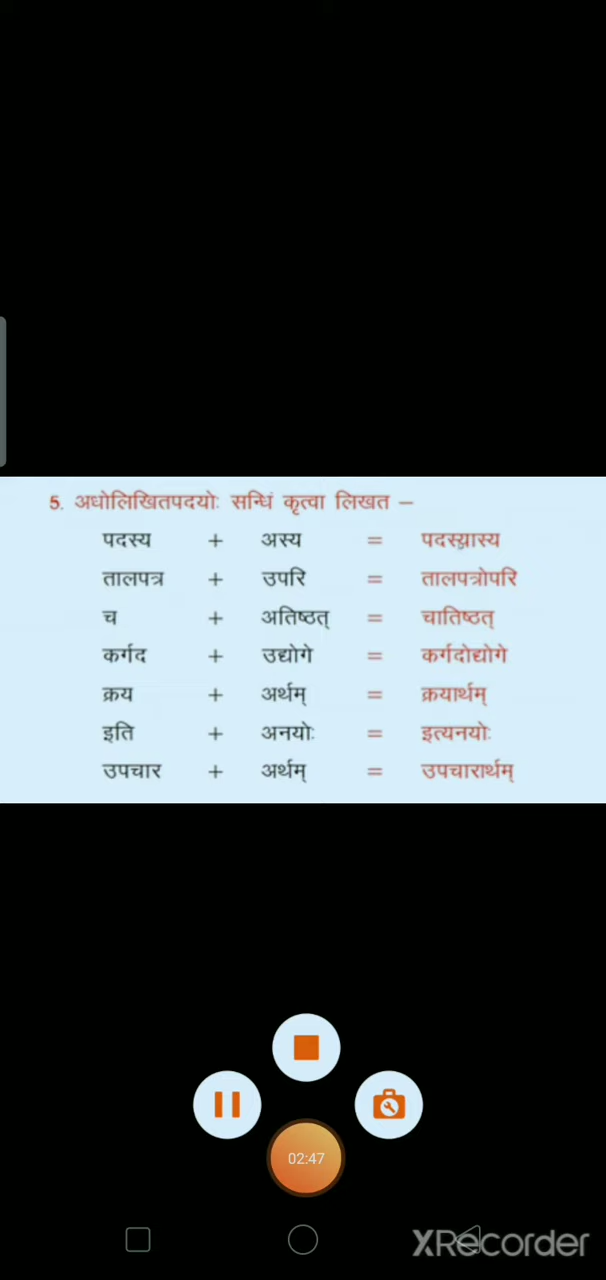 5. अधोलिखितपदयोः सन्धिं कृत्वा लिखत –
पदस्य + अस्य = पदस्यास्य
तालपत्र + उपरि = तालपत्रोपरि
च + अतिष्ठत् = चातिष्ठत्
कर्गद + उद्योगे = कर्गदोद्योगे
क्रय + अर्थम् = क्रयार्थम्
इति + अनयोः = इत्यनयोः
उपचार + अर्थम् = उपचारार्थम्
02:47
XRecorder